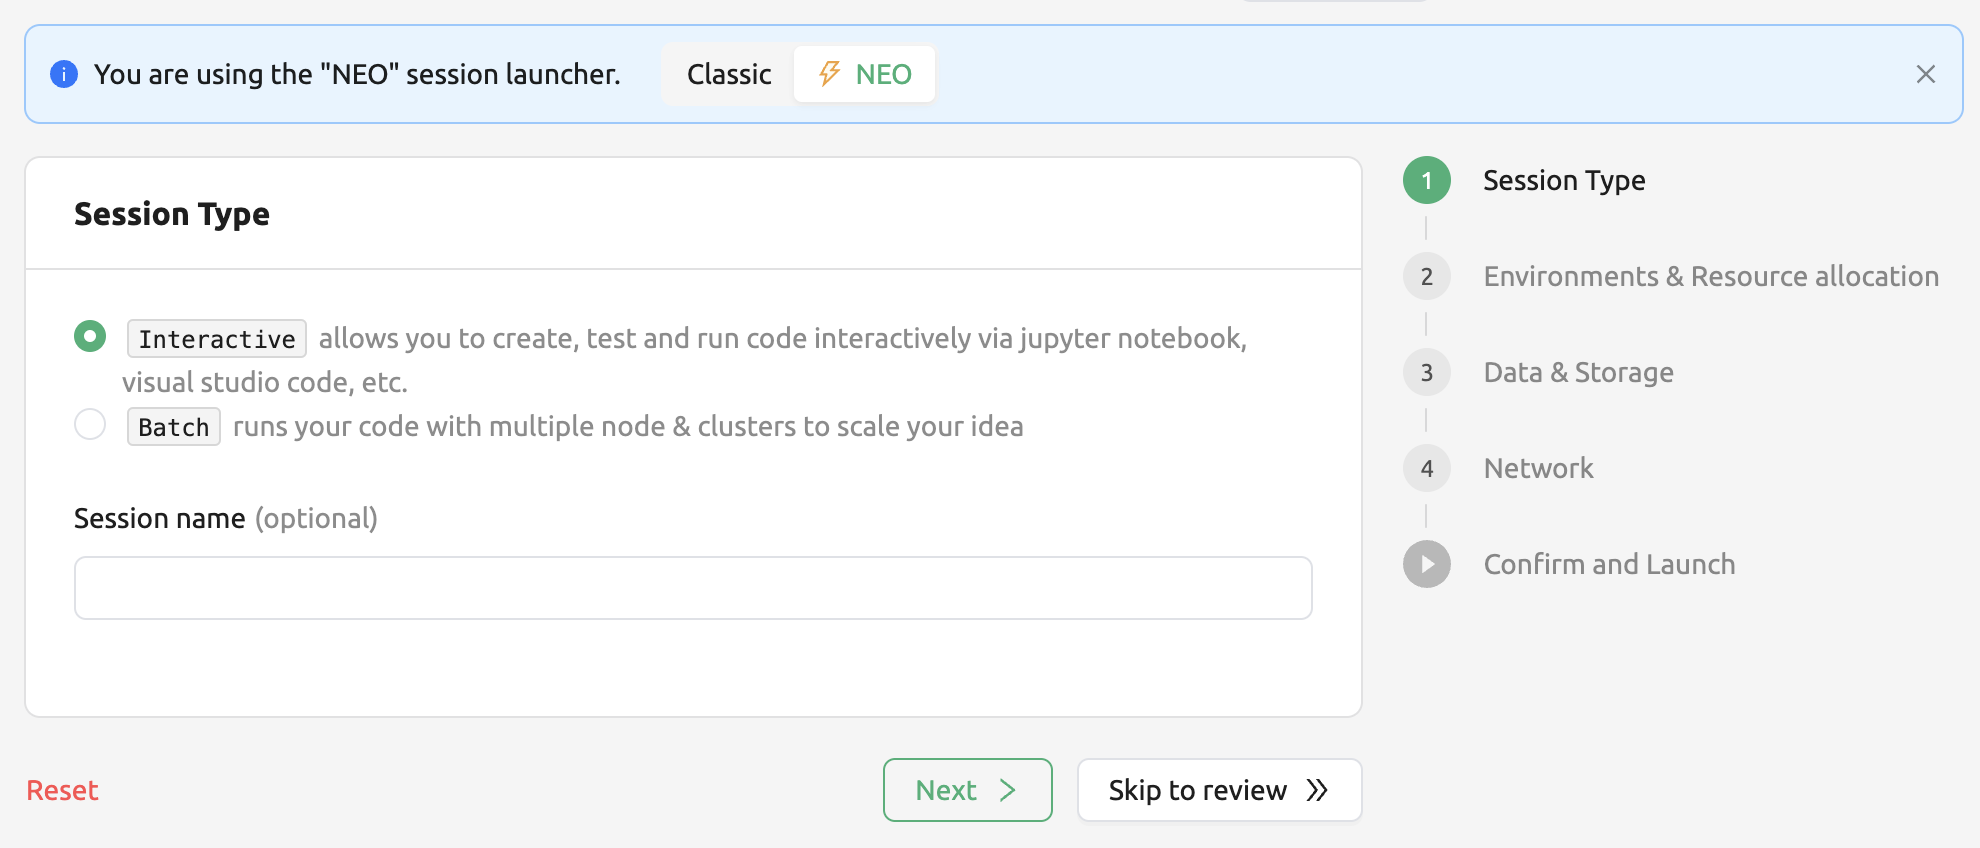 You are using the "NEO" session launcher.
Classic
NEO
Session Type
Interactive allows you to create, test and run code interactively via jupyter notebook,
visual studio code, etc.
Batch runs your code with multiple node & clusters to scale your idea
Session name (optional)
Reset
Next
Skip to review
1 Session Type
2 Environments & Resource allocation
3 Data & Storage
4 Network
Confirm and Launch